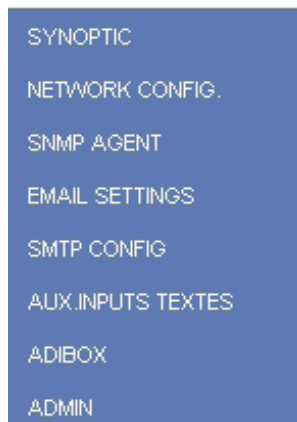 SYNOPTIC
NETWORK CONFIG.
SNMP AGENT
EMAIL SETTINGS
SMTP CONFIG
AUX.INPUTS TEXTES
ADIBOX
ADMIN